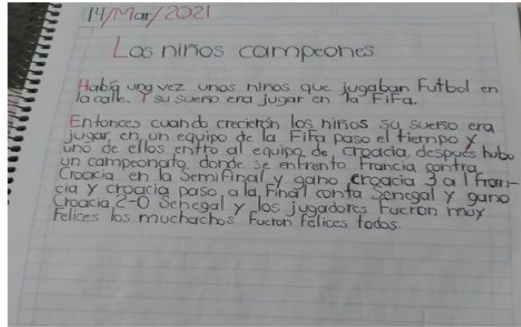 14/Mar/2021
Los niños campeones
Había una vez unos niños que jugaban Futbol en
la calle. Y su sueño era jugar en la FiFa.
Entonces cuando crecieron los niños su sueño era
jugar en un equipo de la FiFa paso el tiempo y
uno de ellos entro al equipo de croacia, después hubo
un campeonato donde se enfrento Francia contra
Croacia en la Semifinal y gano croacia 3 a 1 Fran-
cia y croacia paso a la Final conta Senegal y gano
Croacia 2-0 Senegal y los jugadores Fueron muy
Felices los muchachos Fueron felices todos.